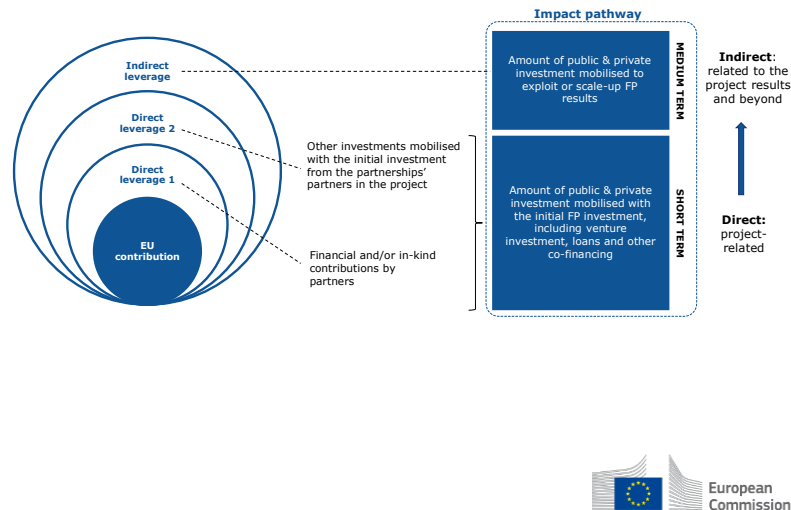 Impact pathway
Indirect
leverage
Direct
leverage 2
Direct
leverage 1
EU
contribution
Other investments mobilised
with the initial investment
from the partnerships’
partners in the project
Financial and/or in-kind
contributions by
partners
Amount of public & private
investment mobilised to
exploit or scale-up FP
results
MEDIUM TERM
Amount of public & private
investment mobilised with
the initial FP investment,
including venture
investment, loans and other
co-financing
SHORT TERM
Indirect:
related to the
project results
and beyond
Direct:
project-
related
European
Commission